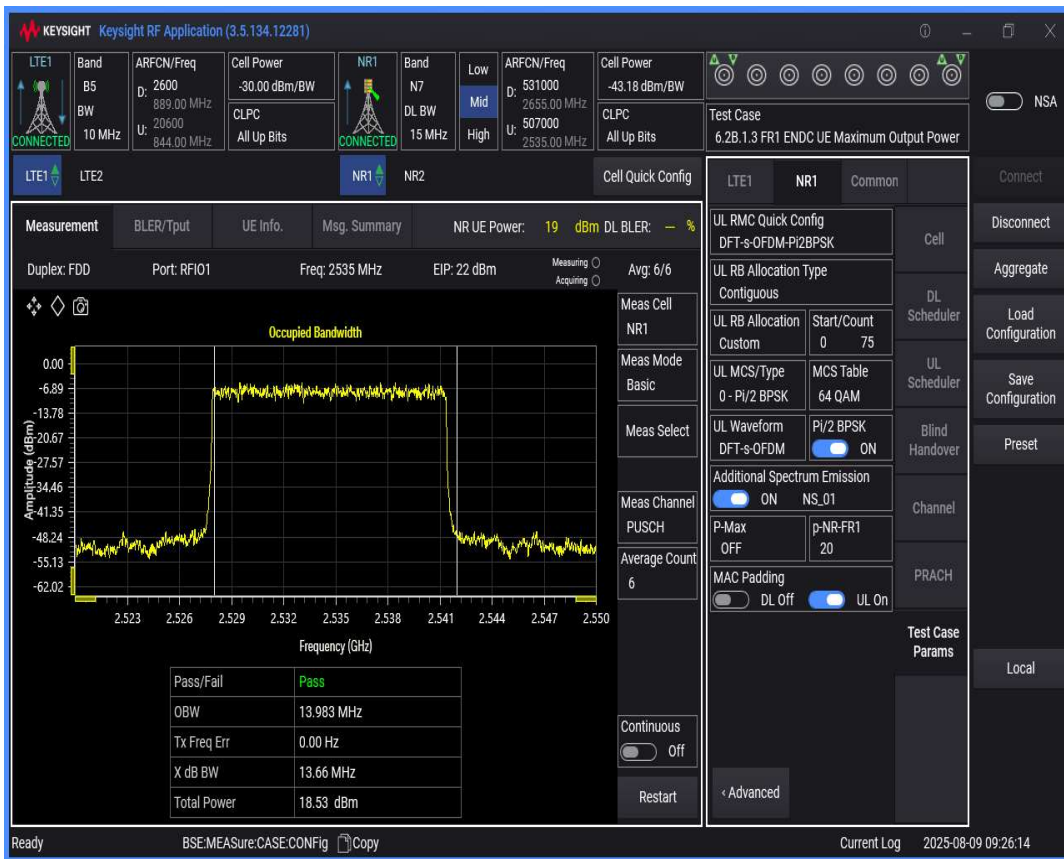 KEYSIGHT Keysight RF Application (3.5.134.12281)
LTE1
CONNECTED
Band
B5
BW
10 MHz
ARFCN/Freq
D: 2600
889.00 MHz
U: 20600
844.00 MHz
Cell Power
-30.00 dBm/BW
CLPC
All Up Bits
NR1
CONNECTED
Band
N7
DL BW
15 MHz
Low
Mid
High
ARFCN/Freq
D: 531000
2655.00 MHz
U: 507000
2535.00 MHz
Cell Power
-43.18 dBm/BW
CLPC
All Up Bits
Test Case
6.2B.1.3 FR1 ENDC UE Maximum Output Power
NSA
LTE1 LTE2 NR1 NR2 Cell Quick Config
Measurement BLER/Tput UE Info. Msg. Summary NR UE Power: 19 dBm DL BLER: — %
Duplex: FDD Port: RFIO1 Freq: 2535 MHz EIP: 22 dBm Measuring Avg: 6/6
Acquiring
Occupied Bandwidth
Amplitude (dBm)
0.00
-6.89
-13.78
-20.67
-27.57
-34.46
-41.35
-48.24
-55.13
-62.02
2.523 2.526 2.529 2.532 2.535 2.538 2.541 2.544 2.547 2.550
Frequency (GHz)
Pass/Fail Pass
OBW 13.983 MHz
Tx Freq Err 0.00 Hz
X dB BW 13.66 MHz
Total Power 18.53 dBm
Meas Cell
NR1
Meas Mode
Basic
Meas Select
Meas Channel
PUSCH
Average Count
6
Continuous
Off
Restart
LTE1 NR1 Common
UL RMC Quick Config
DFT-s-OFDM-Pi2BPSK
UL RB Allocation Type
Contiguous
UL RB Allocation Start/Count
Custom 0 75
UL MCS/Type MCS Table
0 - Pi/2 BPSK 64 QAM
UL Waveform Pi/2 BPSK
DFT-s-OFDM ON
Additional Spectrum Emission
ON NS_01
P-Max p-NR-FR1
OFF 20
MAC Padding
DL Off UL On
‹ Advanced
Cell
DL
Scheduler
UL
Scheduler
Blind
Handover
Channel
PRACH
Test Case
Params
Connect
Disconnect
Aggregate
Load
Configuration
Save
Configuration
Preset
Local
Ready BSE:MEASure:CASE:CONFig Copy Current Log 2025-08-09 09:26:14